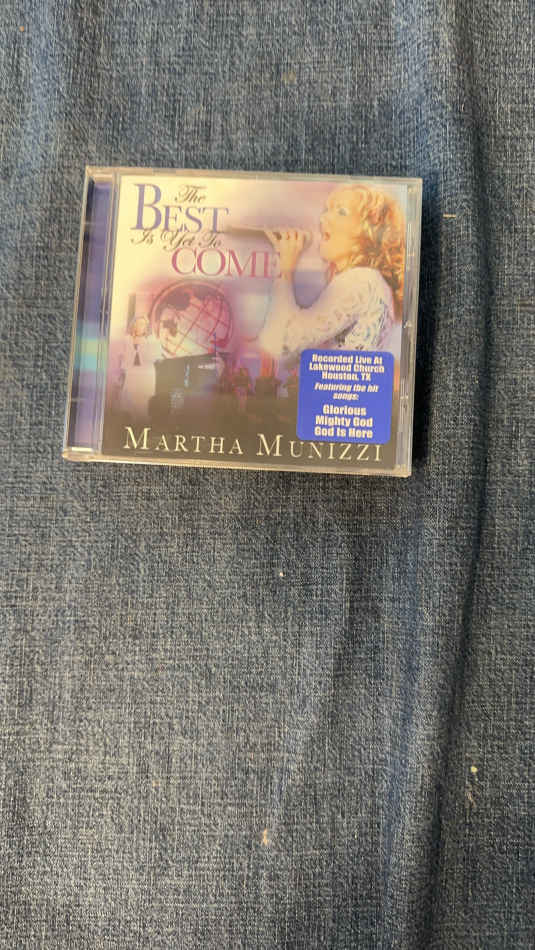 The
BEST
Is Yet To
COME
Recorded Live At
Lakewood Church
Houston, TX
Featuring the hit
songs:
Glorious
Mighty God
God Is Here
MARTHA MUNIZZI